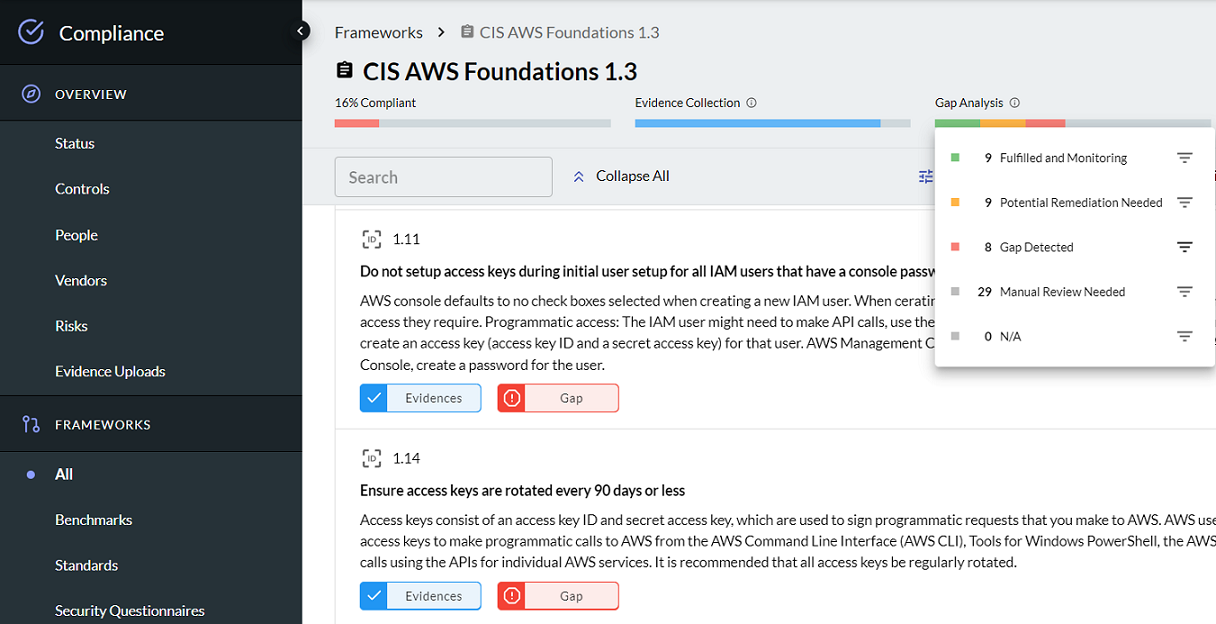 Compliance
OVERVIEW
Status
Controls
People
Vendors
Risks
Evidence Uploads
FRAMEWORKS
All
Benchmarks
Standards
Security Questionnaires
Frameworks > CIS AWS Foundations 1.3
CIS AWS Foundations 1.3
16% Compliant
Evidence Collection
Gap Analysis
Search
Collapse All
9 Fulfilled and Monitoring
9 Potential Remediation Needed
8 Gap Detected
29 Manual Review Needed
0 N/A
ID 1.11
Do not setup access keys during initial user setup for all IAM users that have a console passw
AWS console defaults to no check boxes selected when creating a new IAM user. When cerating
access they require. Programmatic access: The IAM user might need to make API calls, use the
create an access key (access key ID and a secret access key) for that user. AWS Management C
Console, create a password for the user.
Evidences
Gap
ID 1.14
Ensure access keys are rotated every 90 days or less
Access keys consist of an access key ID and secret access key, which are used to sign programmatic requests that you make to AWS. AWS use
access keys to make programmatic calls to AWS from the AWS Command Line Interface (AWS CLI), Tools for Windows PowerShell, the AWS
calls using the APIs for individual AWS services. It is recommended that all access keys be regularly rotated.
Evidences
Gap